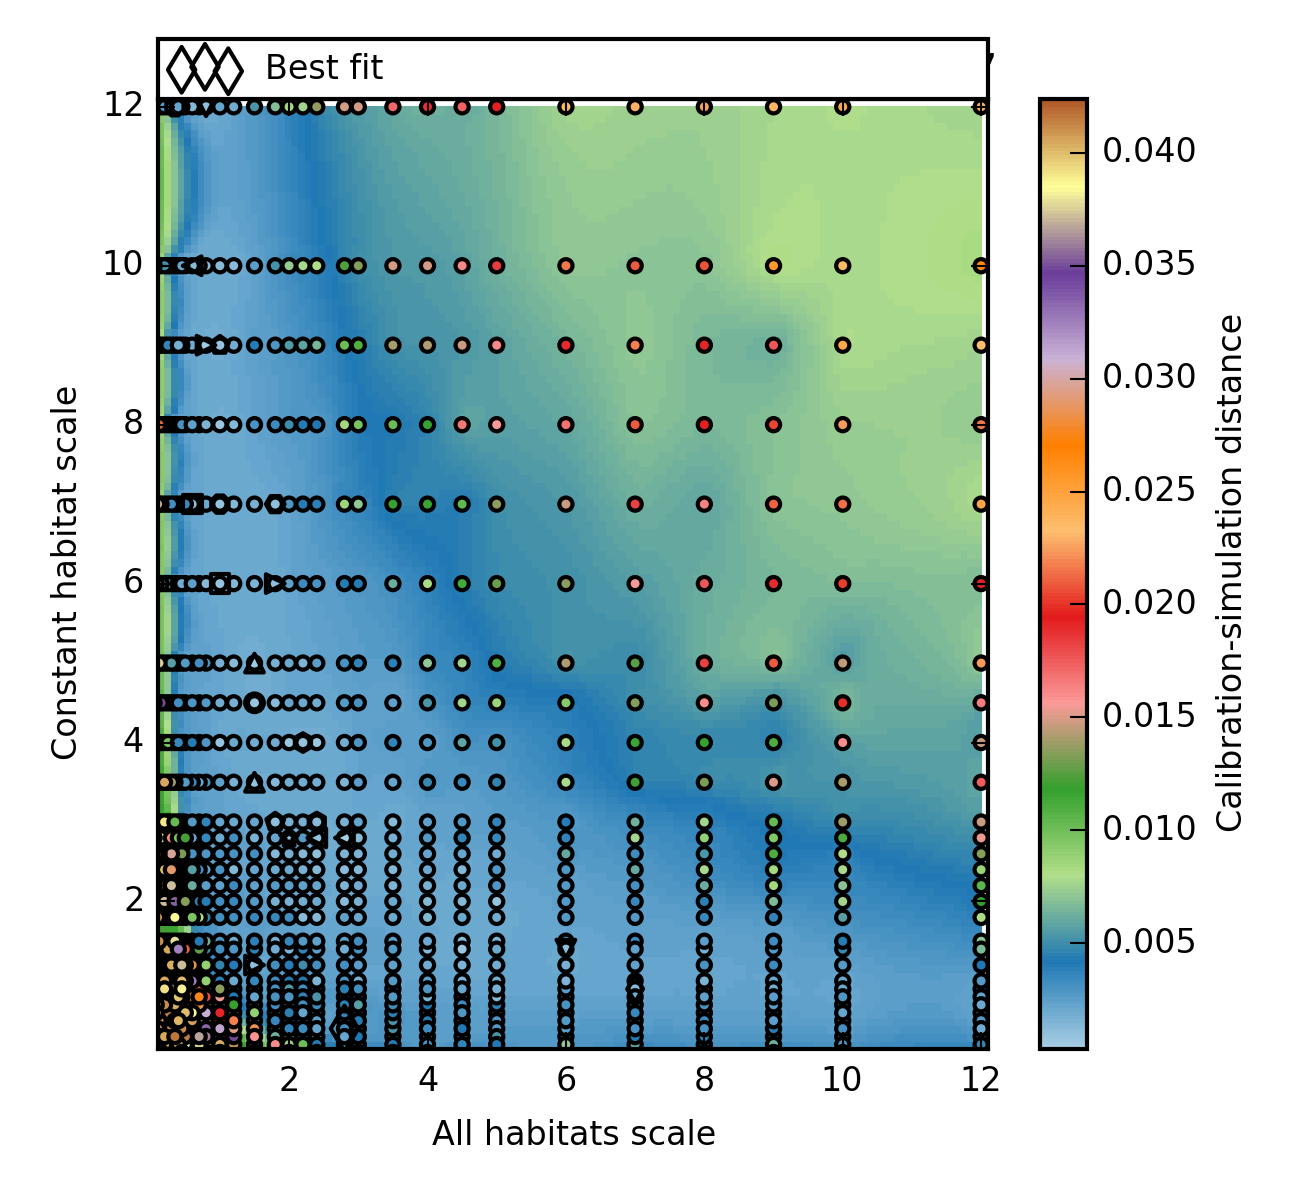 Best fit
12
10
8
6
4
2
2 4 6 8 10 12
All habitats scale
Constant habitat scale
0.040
0.035
0.030
0.025
0.020
0.015
0.010
0.005
Calibration-simulation distance